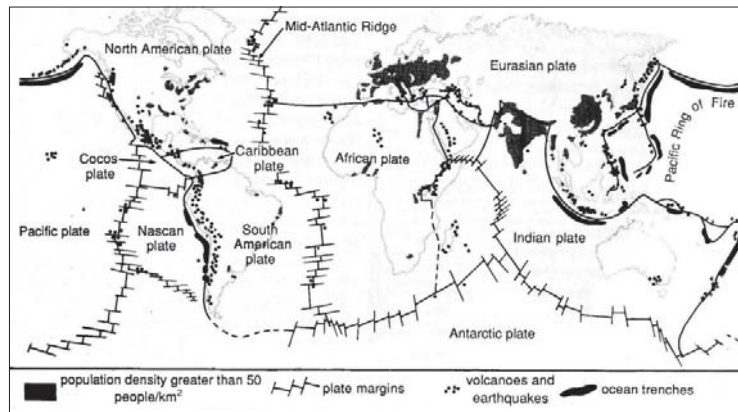 Mid-Atlantic Ridge
North American plate
Eurasian plate
Pacific Ring of Fire
Caribbean
plate
African plate
Cocos
plate
Pacific plate
Nascan
plate
South
American
plate
Indian plate
Antarctic plate
population density greater than 50
people/km²
plate margins
volcanoes and
earthquakes
ocean trenches